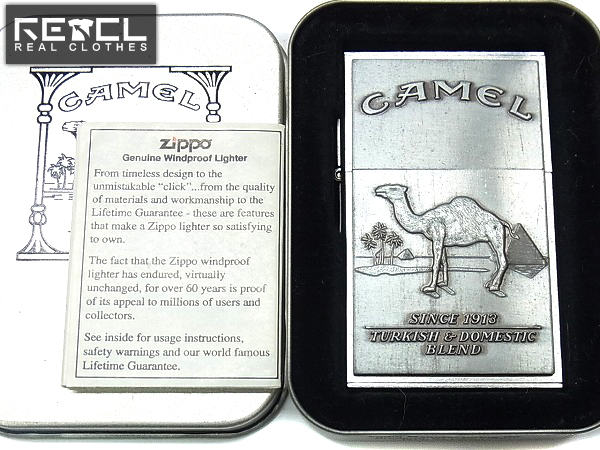 RECL
REAL CLOTHES
CAMEL
Zippo
Genuine Windproof Lighter
From timeless design to the
unmistakable "click"...from the quality
of materials and workmanship to the
Lifetime Guarantee - these are features
that make a Zippo lighter so satisfying
to own.
The fact that the Zippo windproof
lighter has endured, virtually
unchanged, for over 60 years is proof
of its appeal to millions of users and
collectors.
See inside for usage instructions,
safety warnings and our world famous
Lifetime Guarantee.
CAMEL
SINCE 1913
TURKISH & DOMESTIC
BLEND